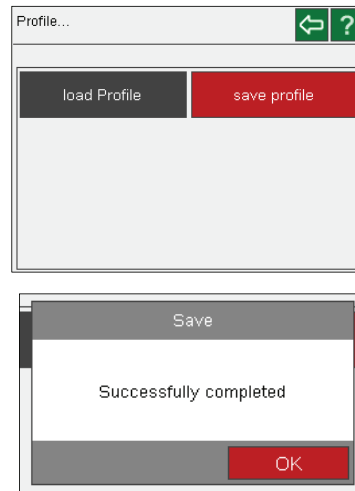 Profile...
?
load Profile
save profile
Save
Successfully completed
OK